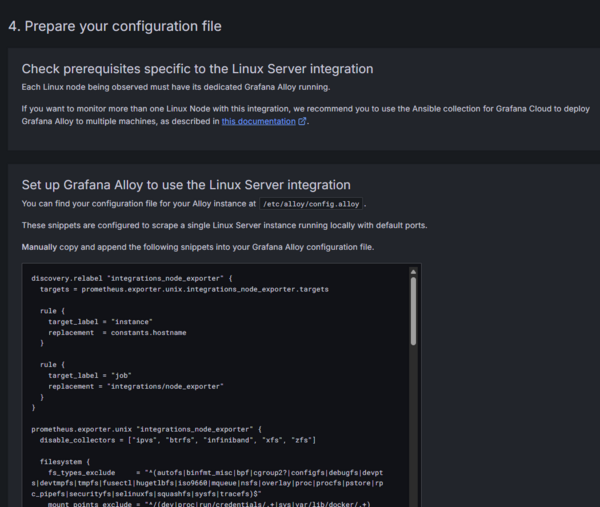 4. Prepare your configuration file
Check prerequisites specific to the Linux Server integration
Each Linux node being observed must have its dedicated Grafana Alloy running.
If you want to monitor more than one Linux Node with this integration, we recommend you to use the Ansible collection for Grafana Cloud to deploy
Grafana Alloy to multiple machines, as described in this documentation.
Set up Grafana Alloy to use the Linux Server integration
You can find your configuration file for your Alloy instance at /etc/alloy/config.alloy .
These snippets are configured to scrape a single Linux Server instance running locally with default ports.
Manually copy and append the following snippets into your Grafana Alloy configuration file.
discovery.relabel "integrations_node_exporter" {
  targets = prometheus.exporter.unix.integrations_node_exporter.targets
  rule {
    target_label = "instance"
    replacement  = constants.hostname
  }
  rule {
    target_label = "job"
    replacement = "integrations/node_exporter"
  }
}
prometheus.exporter.unix "integrations_node_exporter" {
  disable_collectors = ["ipvs", "btrfs", "infiniband", "xfs", "zfs"]
  filesystem {
    fs_types_exclude     = "^(autofs|binfmt_misc|bpf|cgroup2?|configfs|debugfs|devpt
s|devtmpfs|tmpfs|fusectl|hugetlbfs|iso9660|mqueue|nsfs|overlay|proc|procfs|pstore|rp
c_pipefs|securityfs|selinuxfs|squashfs|sysfs|tracefs)$"
    mount_points_exclude = "^/(dev|proc|run/credentials/.+|sys|var/lib/docker/.+)